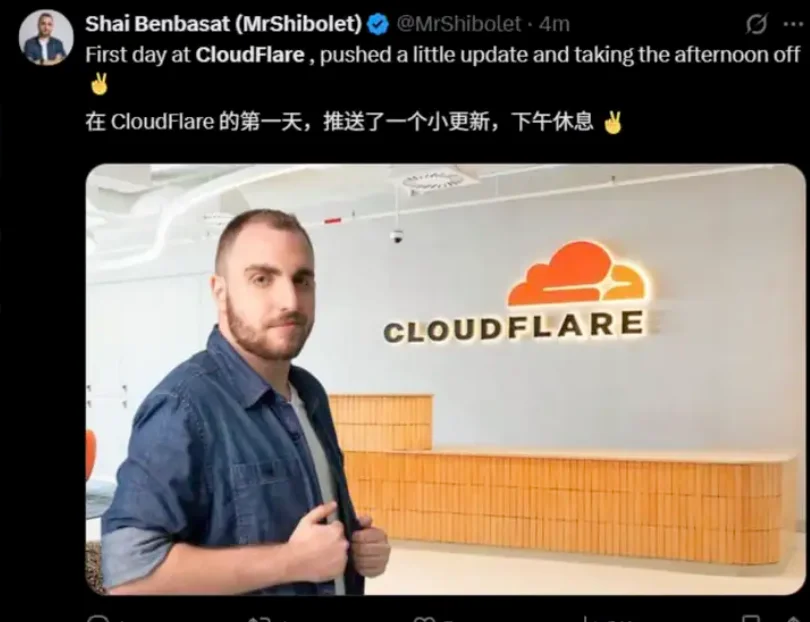 Shai Benbasat (MrShibolet) @MrShibolet · 4m
First day at CloudFlare , pushed a little update and taking the afternoon off
✌️
在 CloudFlare 的第一天，推送了一个小更新，下午休息 ✌️
CLOUDFLARE